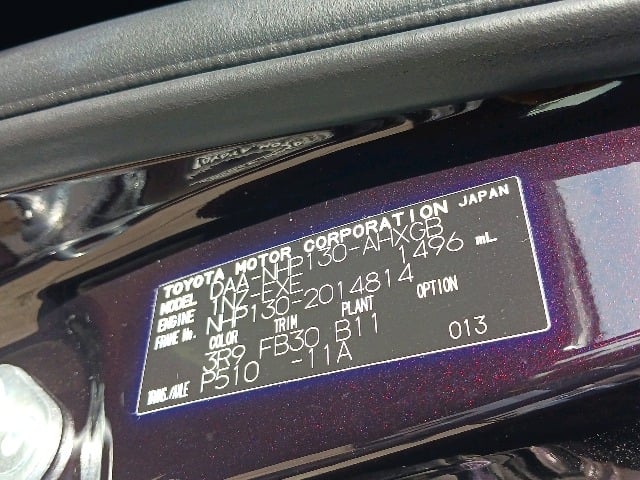 TOYOTA MOTOR CORPORATION JAPAN
MODEL DAA-NHP130-AHXGB
ENGINE 1NZ-FXE 1496 mL
FRAME No. NHP130-2014814
COLOR TRIM PLANT OPTION
3R9 FB30 B11
TRANS./AXLE P510 -11A 013